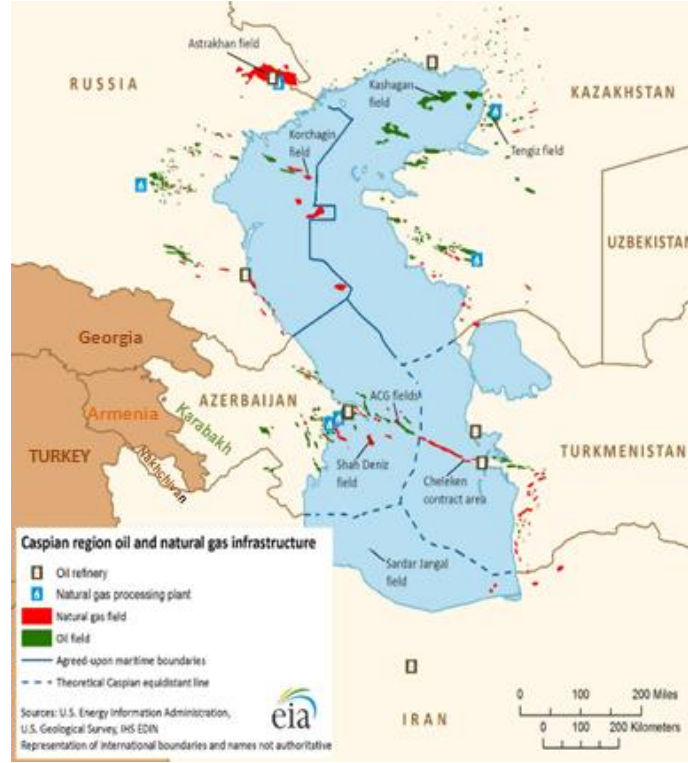 Astrakhan field
RUSSIA
Kashagan
field
KAZAKHSTAN
Korchagin
field
Tengiz field
UZBEKISTAN
Georgia
Armenia
Karabakh
AZERBAIJAN
ACG fields
TURKEY
Nakhchivan
TURKMENISTAN
Shah Deniz
field
Cheleken
contract area
Sardar Jangal
field
Caspian region oil and natural gas infrastructure
Oil refinery
Natural gas processing plant
Natural gas field
Oil field
Agreed-upon maritime boundaries
Theoretical Caspian equidistant line
Sources: U.S. Energy Information Administration,
U.S. Geological Survey, IHS EDIN
Representation of international boundaries and names not authoritative
eia
IRAN
0 100 200 Miles
0 100 200 Kilometers